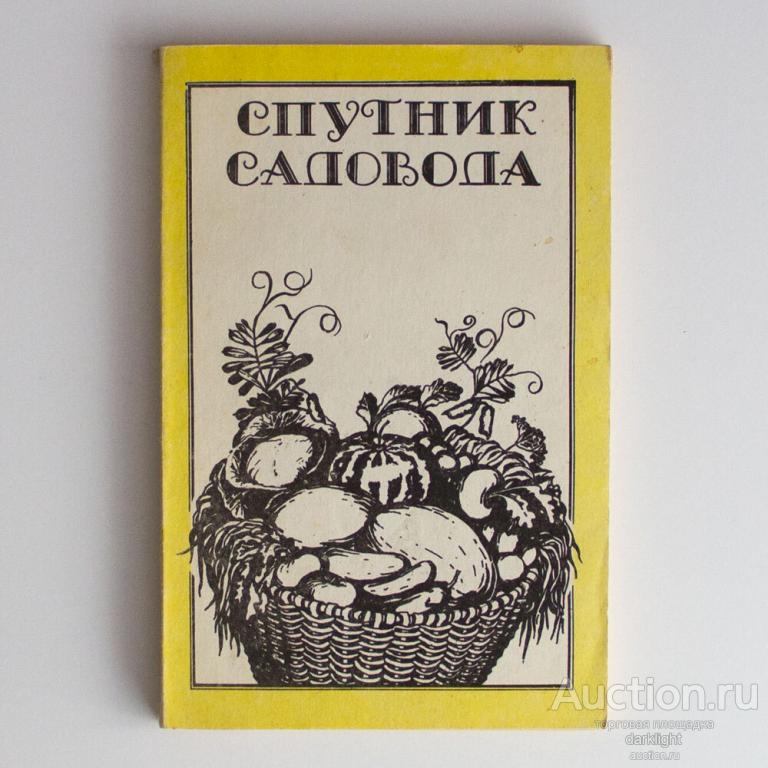 СПУТНИК
САДОВОДА
Auction.ru
торговая площадка
darklight
auction.ru